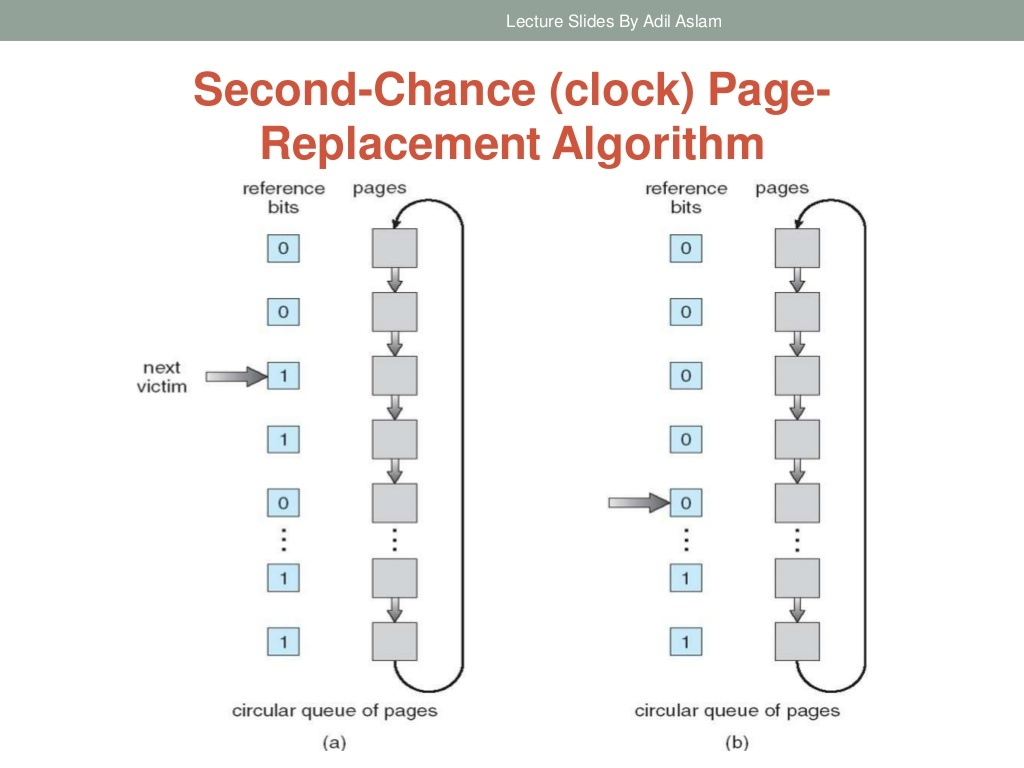 Lecture Slides By Adil Aslam
Second-Chance (clock) Page-
Replacement Algorithm
reference
bits
pages
0
0
next
victim
1
1
0
1
1
circular queue of pages
(a)
reference
bits
pages
0
0
0
0
0
1
1
circular queue of pages
(b)